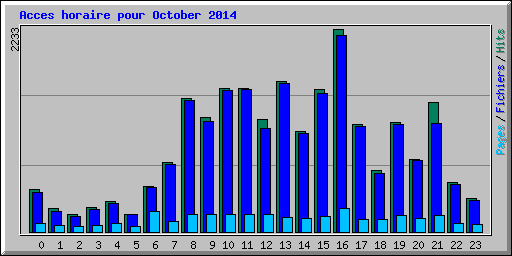 Acces horaire pour October 2014
2233
Pages / Fichiers / Hits
0 1 2 3 4 5 6 7 8 9 10 11 12 13 14 15 16 17 18 19 20 21 22 23